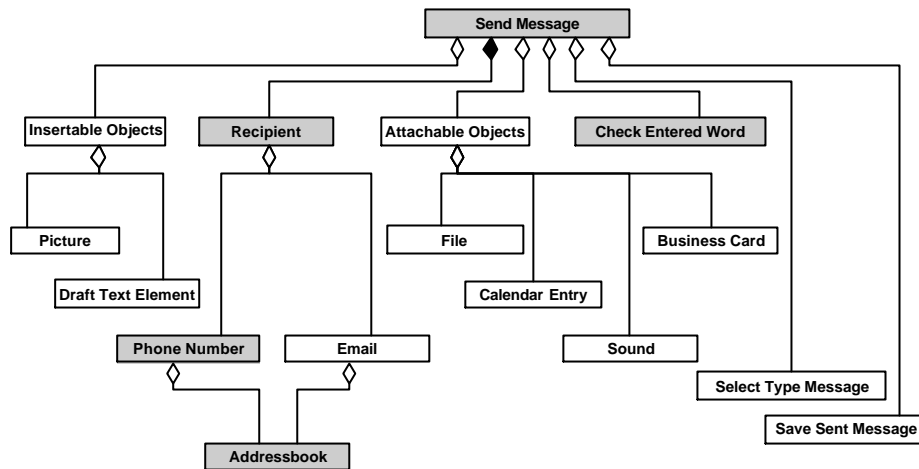 Send Message
Insertable Objects
Recipient
Attachable Objects
Check Entered Word
Picture
File
Business Card
Draft Text Element
Calendar Entry
Phone Number
Email
Sound
Select Type Message
Save Sent Message
Addressbook